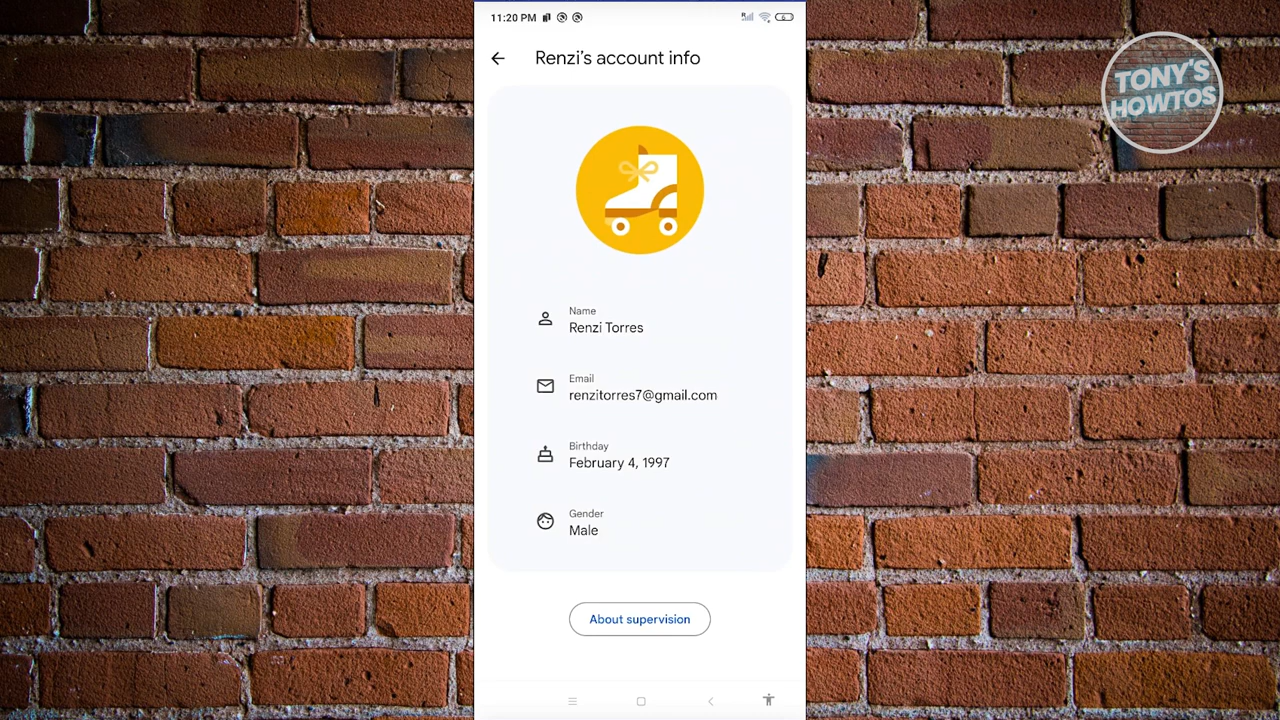 11:20 PM
Renzi's account info
TONY'S
HOWTOS
Name
Renzi Torres
Email
renzitorres7@gmail.com
Birthday
February 4, 1997
Gender
Male
About supervision